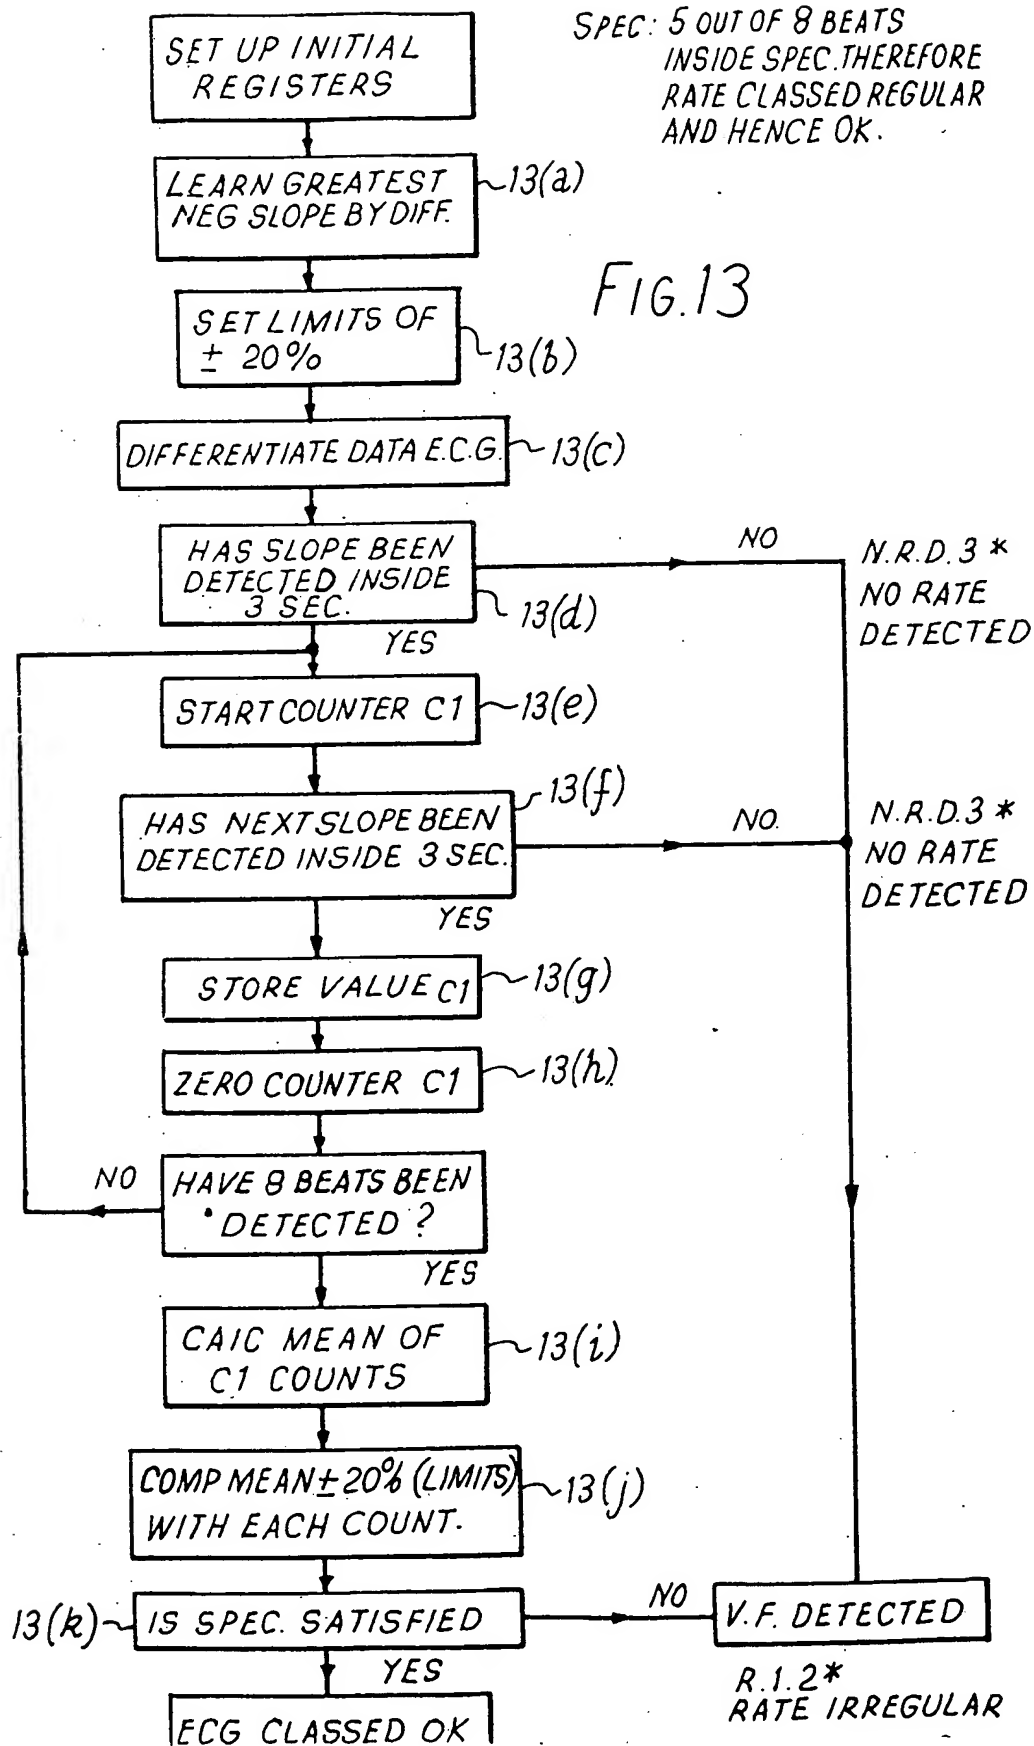 SPEC: 5 OUT OF 8 BEATS
INSIDE SPEC. THEREFORE
RATE CLASSED REGULAR
AND HENCE OK.
SET UP INITIAL
REGISTERS
LEARN GREATEST
NEG SLOPE BY DIFF.
13(a)
FIG.13
SET LIMITS OF
± 20%
13(b)
DIFFERENTIATE DATA E.C.G.
13(c)
HAS SLOPE BEEN
DETECTED INSIDE
3 SEC.
13(d)
NO
N.R.D.3 *
NO RATE
DETECTED
YES
START COUNTER C1
13(e)
HAS NEXT SLOPE BEEN
DETECTED INSIDE 3 SEC.
13(f)
NO.
N.R.D.3 *
NO RATE
DETECTED
YES
STORE VALUE C1
13(g)
ZERO COUNTER C1
13(h)
HAVE 8 BEATS BEEN
DETECTED ?
NO
YES
CAIC MEAN OF
C1 COUNTS
13(i)
COMP MEAN ± 20% (LIMITS)
WITH EACH COUNT.
13(j)
13(k)
IS SPEC. SATISFIED
NO
V.F. DETECTED
YES
R.1.2*
RATE IRREGULAR
ECG CLASSED OK